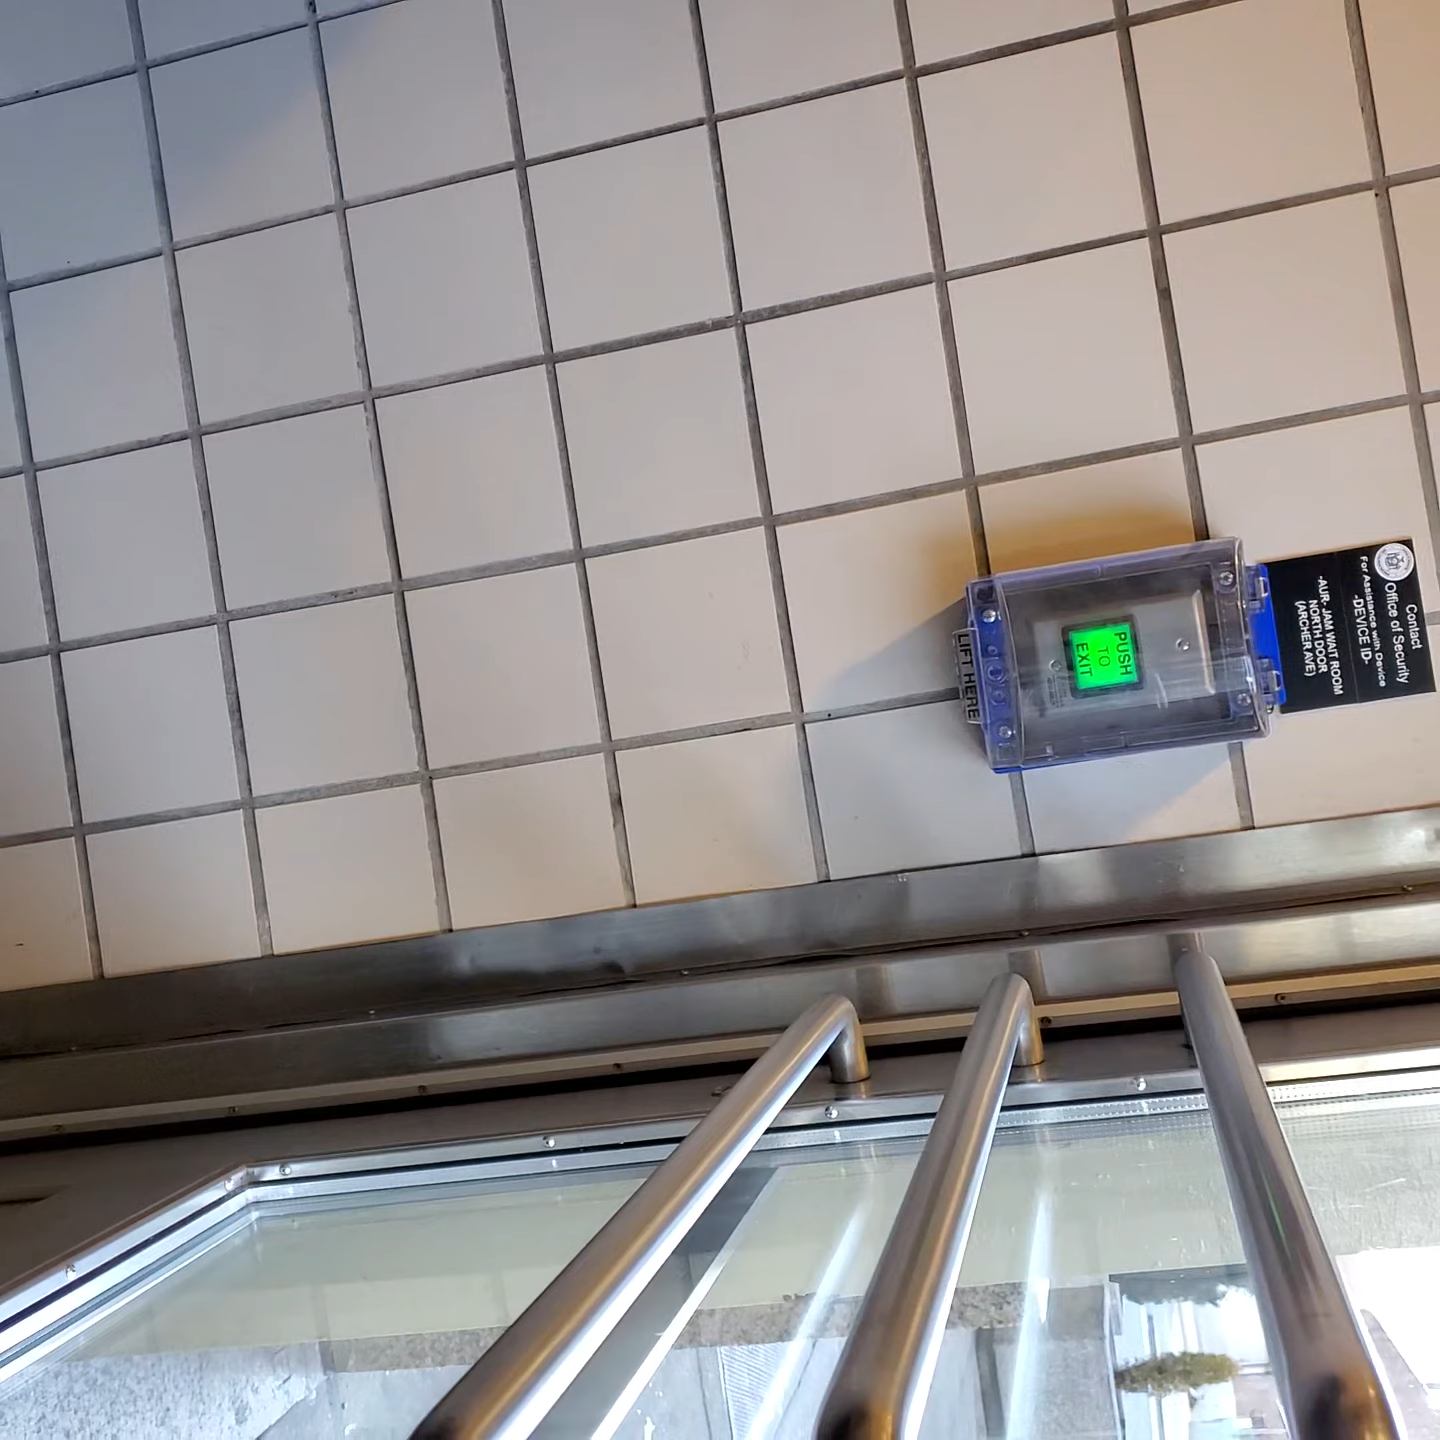 Contact
Office of Security
For Assistance with Device
-DEVICE ID-
-AUR- JAM WAIT ROOM
NORTH DOOR
(ARCHER AVE)
PUSH
TO
EXIT
LIFT HERE